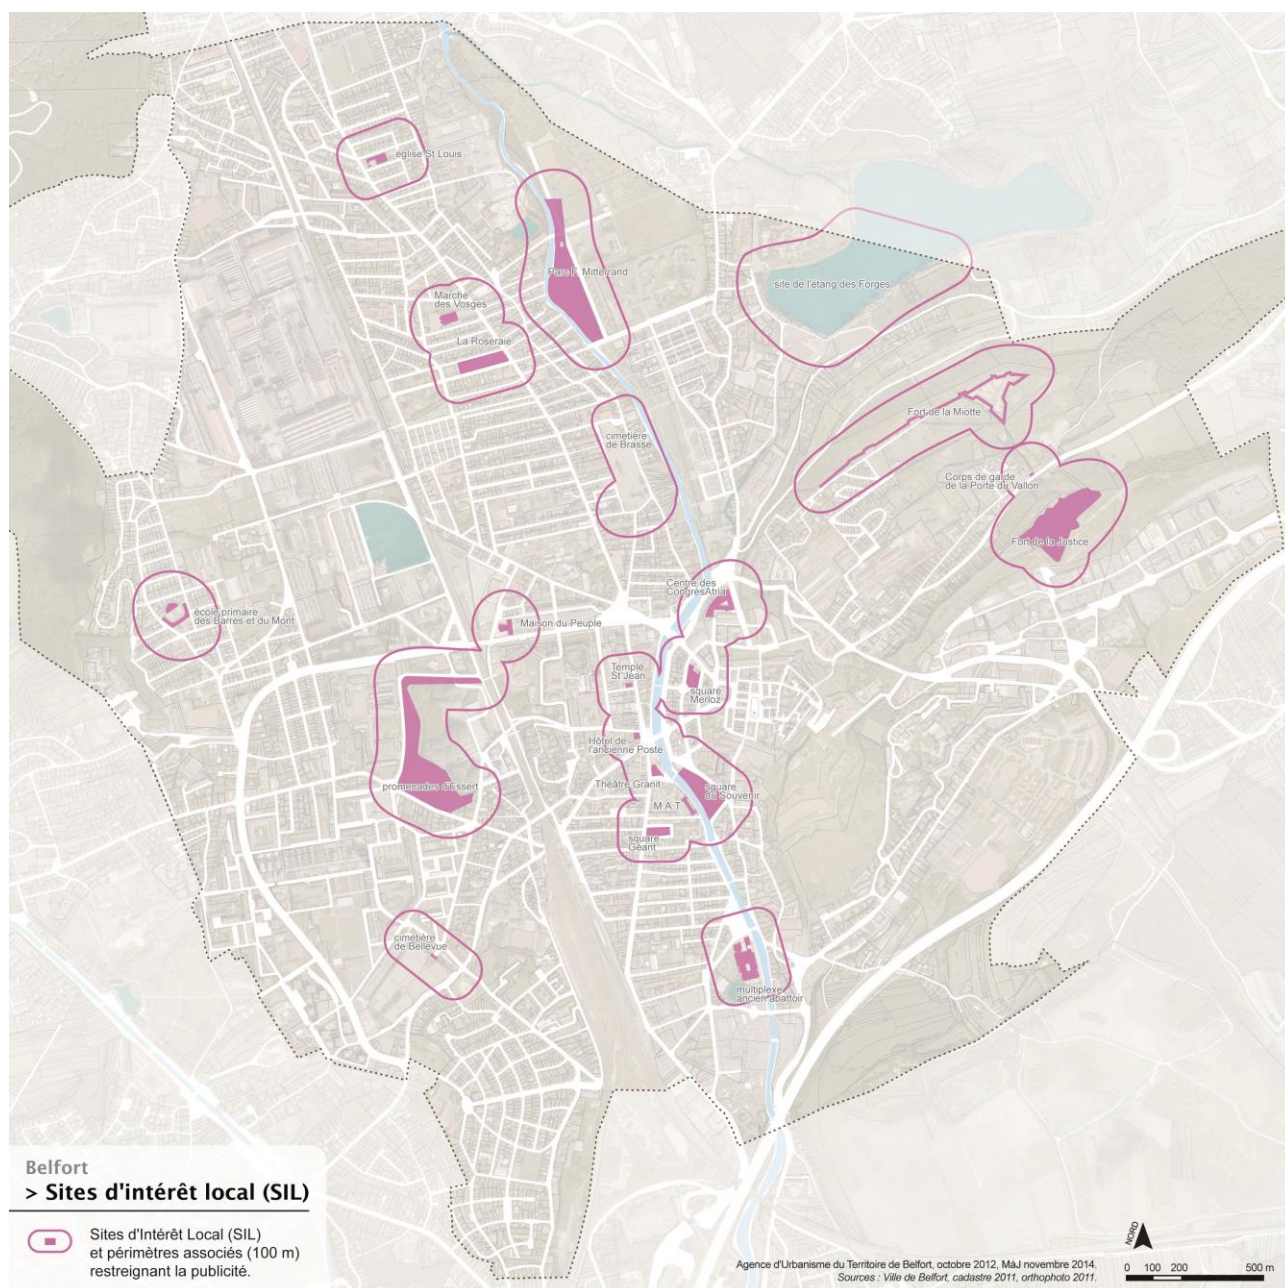 église St Louis
Parc F. Mitterrand
site de l'étang des Forges
Marché
des Vosges
La Roseraie
Fort de la Miotte
cimetière
de Brasse
Corps de garde
de la Porte du Vallon
Fort de la Justice
Centre des
CongrèsAtria
école primaire
des Barres et du Mont
Maison du Peuple
Temple
St Jean
square
Merloz
Hôtel de
l'ancienne Poste
Théâtre Granit
promenades d'Essert
square
du Souvenir
M A T
square
Géant
cimetière
de Bellevue
multiplexe
ancien abattoir
Belfort
> Sites d'intérêt local (SIL)
Sites d'Intérêt Local (SIL)
et périmètres associés (100 m)
restreignant la publicité.
NORD
Agence d'Urbanisme du Territoire de Belfort, octobre 2012, MàJ novembre 2014.
Sources : Ville de Belfort, cadastre 2011, orthophoto 2011.
0 100 200 500 m